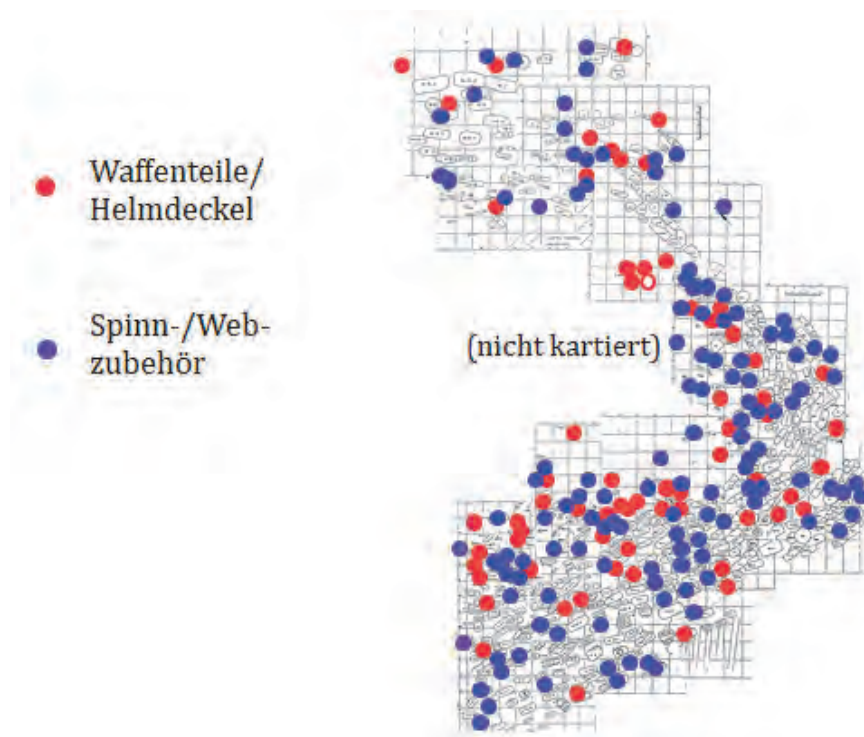 Waffenteile/
Helmdeckel
Spinn-/Web-
zubehör
(nicht kartiert)